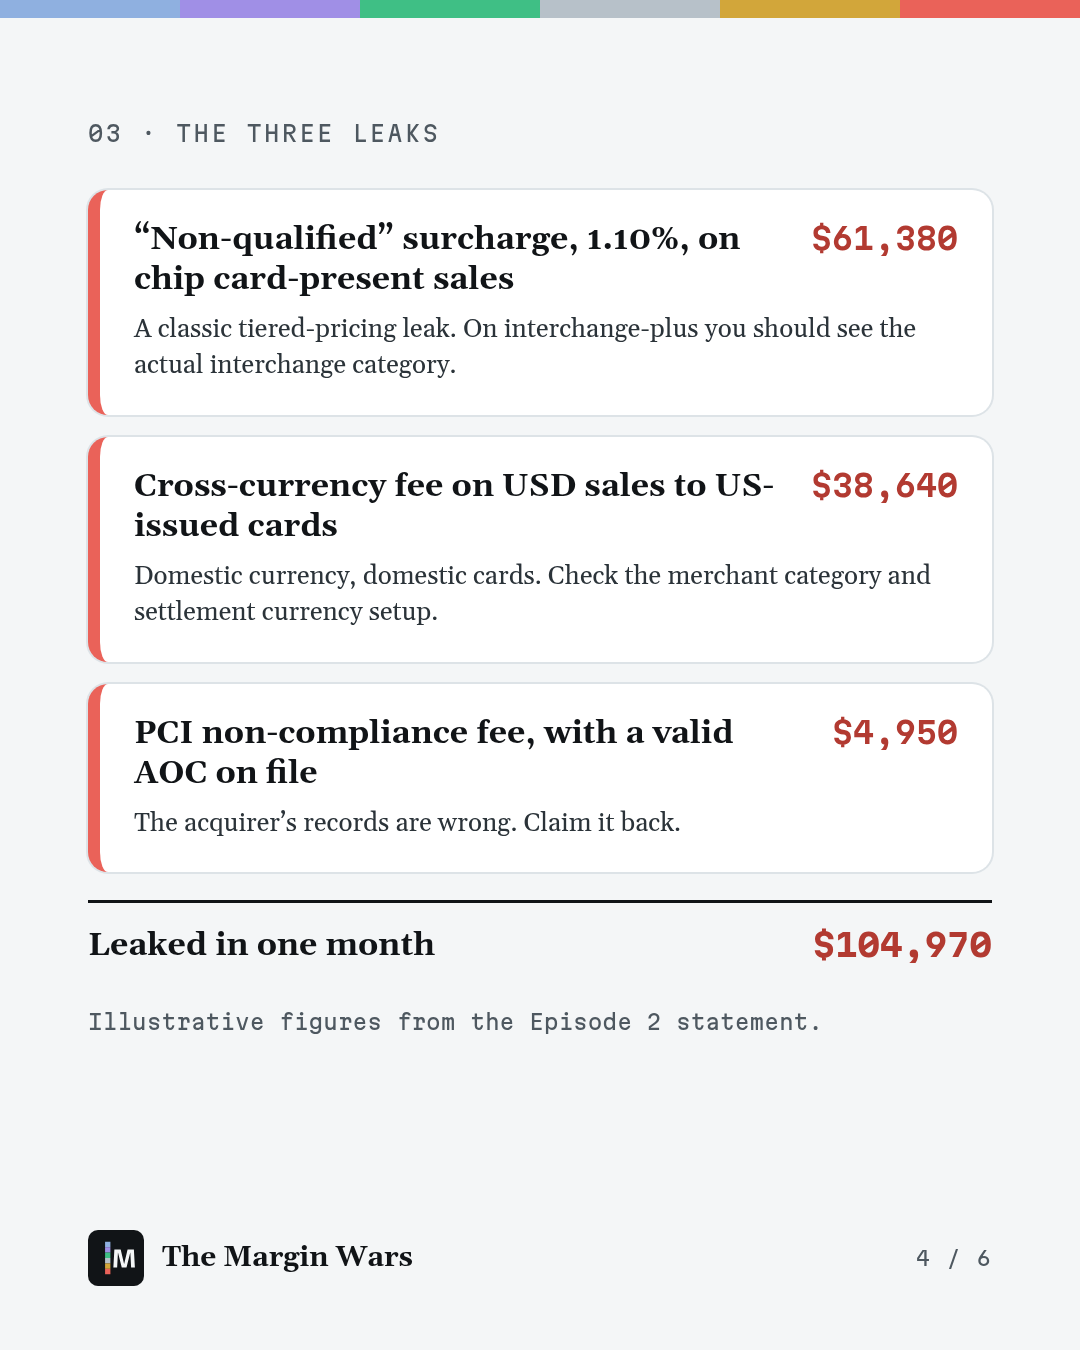 03 · THE THREE LEAKS
“Non-qualified” surcharge, 1.10%, on
chip card-present sales
$61,380
A classic tiered-pricing leak. On interchange-plus you should see the
actual interchange category.
Cross-currency fee on USD sales to US-
issued cards
$38,640
Domestic currency, domestic cards. Check the merchant category and
settlement currency setup.
PCI non-compliance fee, with a valid
AOC on file
$4,950
The acquirer’s records are wrong. Claim it back.
Leaked in one month
$104,970
Illustrative figures from the Episode 2 statement.
M
The Margin Wars
4 / 6